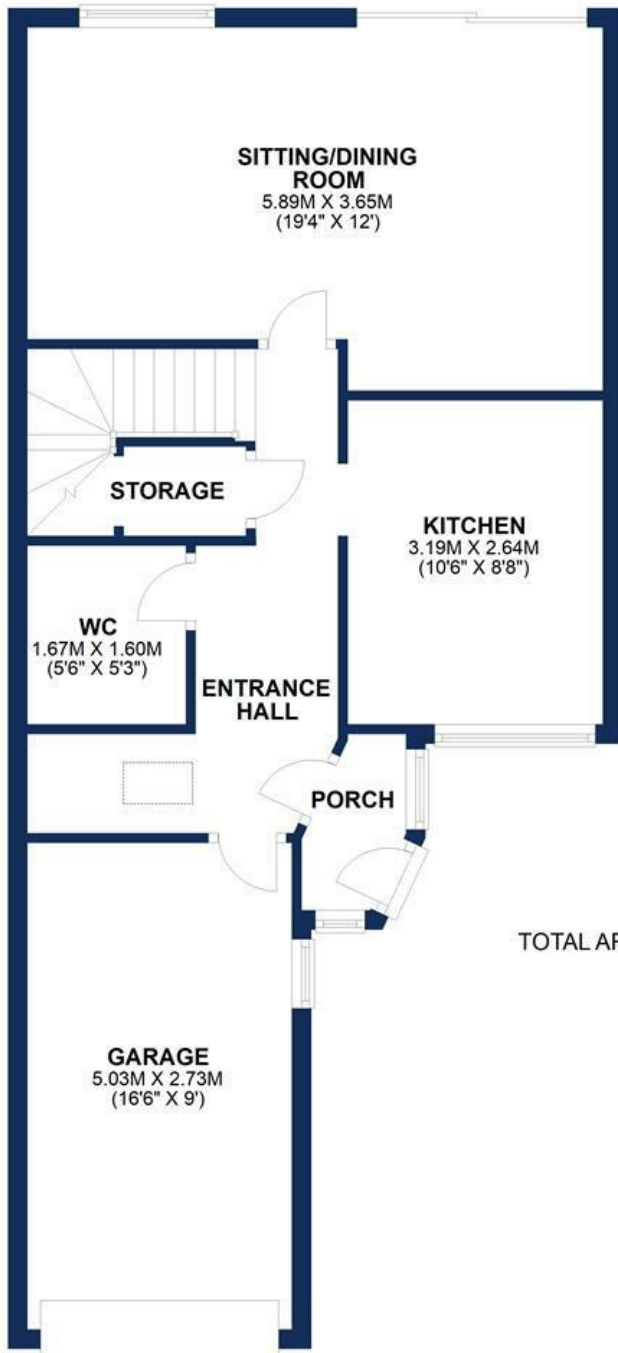 SITTING/DINING
ROOM
5.89M X 3.65M
(19'4" X 12')
STORAGE
KITCHEN
3.19M X 2.64M
(10'6" X 8'8")
WC
1.67M X 1.60M
(5'6" X 5'3")
ENTRANCE
HALL
PORCH
TOTAL
GARAGE
5.03M X 2.73M
(16'6" X 9')